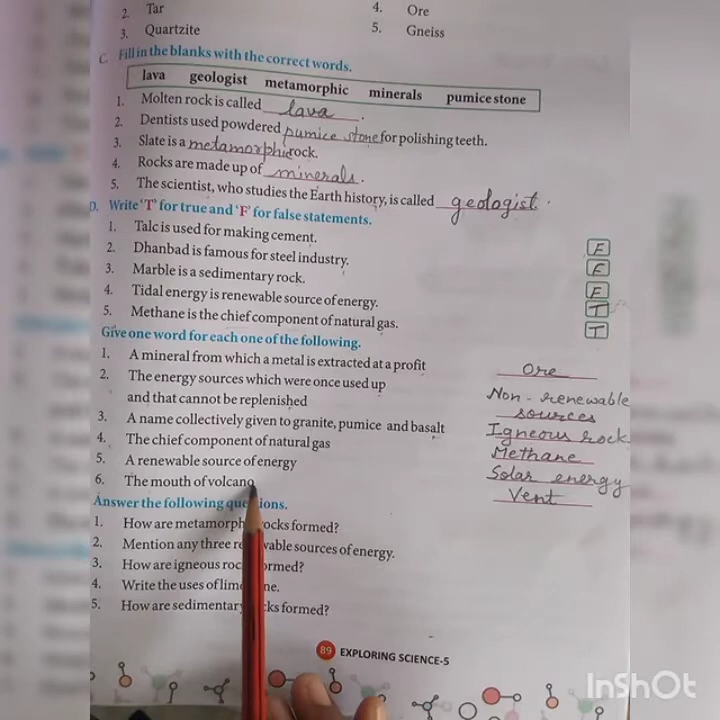 2. Tar 4. Ore
3. Quartzite 5. Gneiss
C. Fill in the blanks with the correct words.
lava geologist metamorphic minerals pumice stone
1. Molten rock is called lava.
2. Dentists used powdered pumice stone for polishing teeth.
3. Slate is a metamorphic rock.
4. Rocks are made up of minerals.
5. The scientist, who studies the Earth history, is called geologist.
D. Write 'T' for true and 'F' for false statements.
1. Talc is used for making cement. F
2. Dhanbad is famous for steel industry. F
3. Marble is a sedimentary rock. F
4. Tidal energy is renewable source of energy. T
5. Methane is the chief component of natural gas. T
Give one word for each one of the following.
1. A mineral from which a metal is extracted at a profit Ore
2. The energy sources which were once used up
and that cannot be replenished Non-renewable
sources
3. A name collectively given to granite, pumice and basalt Igneous rock
4. The chief component of natural gas Methane
5. A renewable source of energy Solar energy
6. The mouth of volcano Vent
Answer the following questions.
1. How are metamorphic rocks formed?
2. Mention any three renewable sources of energy.
3. How are igneous rocks formed?
4. Write the uses of limestone.
5. How are sedimentary rocks formed?
89 EXPLORING SCIENCE-5
InShOt